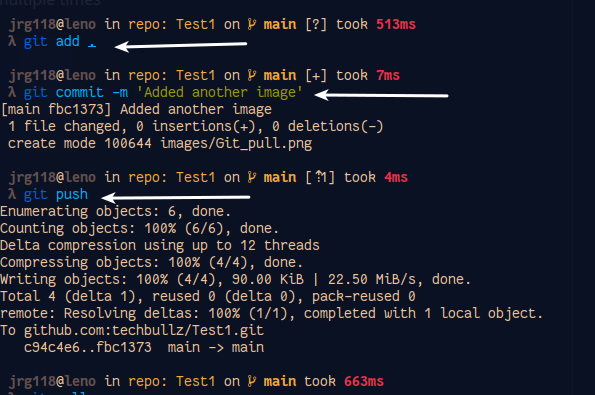 multiple times
jrg118@leno in repo: Test1 on main [?] took 513ms
λ git add .
jrg118@leno in repo: Test1 on main [+] took 7ms
λ git commit -m 'Added another image'
[main fbc1373] Added another image
1 file changed, 0 insertions(+), 0 deletions(-)
create mode 100644 images/Git_pull.png
jrg118@leno in repo: Test1 on main [⇡1] took 4ms
λ git push
Enumerating objects: 6, done.
Counting objects: 100% (6/6), done.
Delta compression using up to 12 threads
Compressing objects: 100% (4/4), done.
Writing objects: 100% (4/4), 90.00 KiB | 22.50 MiB/s, done.
Total 4 (delta 1), reused 0 (delta 0), pack-reused 0
remote: Resolving deltas: 100% (1/1), completed with 1 local object.
To github.com:techbullz/Test1.git
c94c4e6..fbc1373 main -> main
jrg118@leno in repo: Test1 on main took 663ms